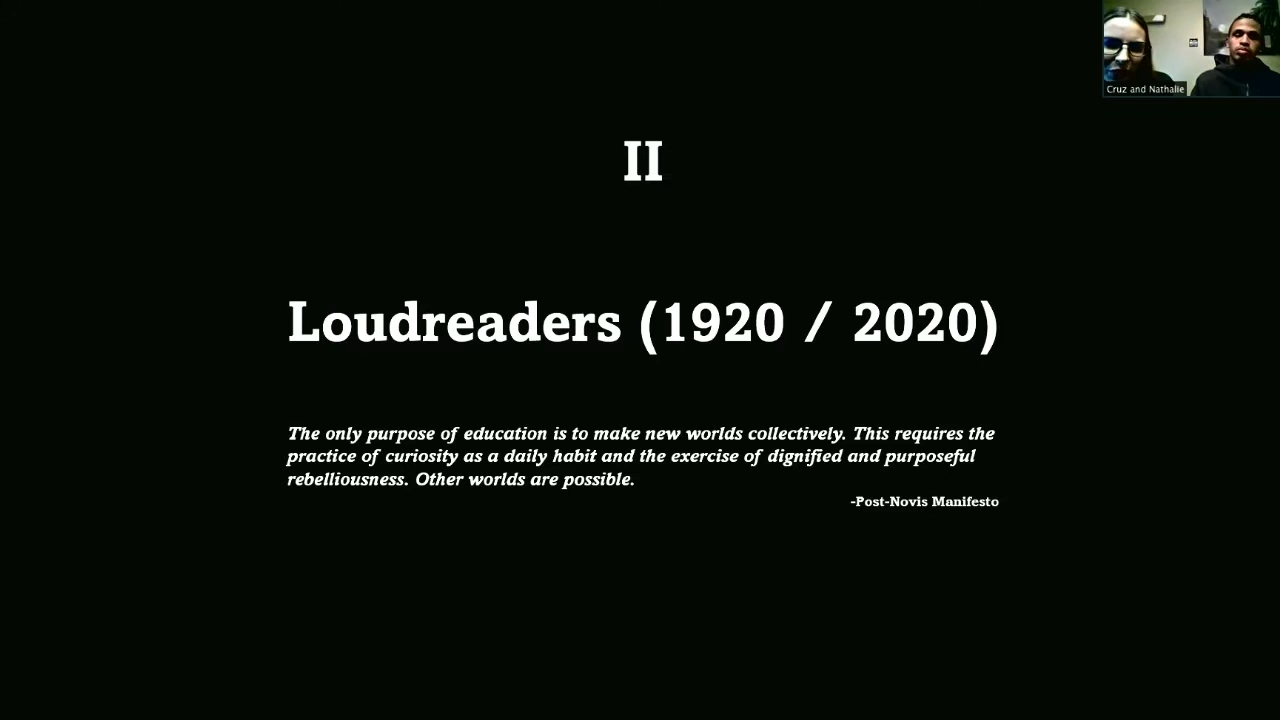 Cruz and Nathalie
II
Loudreaders (1920 / 2020)
The only purpose of education is to make new worlds collectively. This requires the
practice of curiosity as a daily habit and the exercise of dignified and purposeful
rebelliousness. Other worlds are possible.
-Post-Novis Manifesto